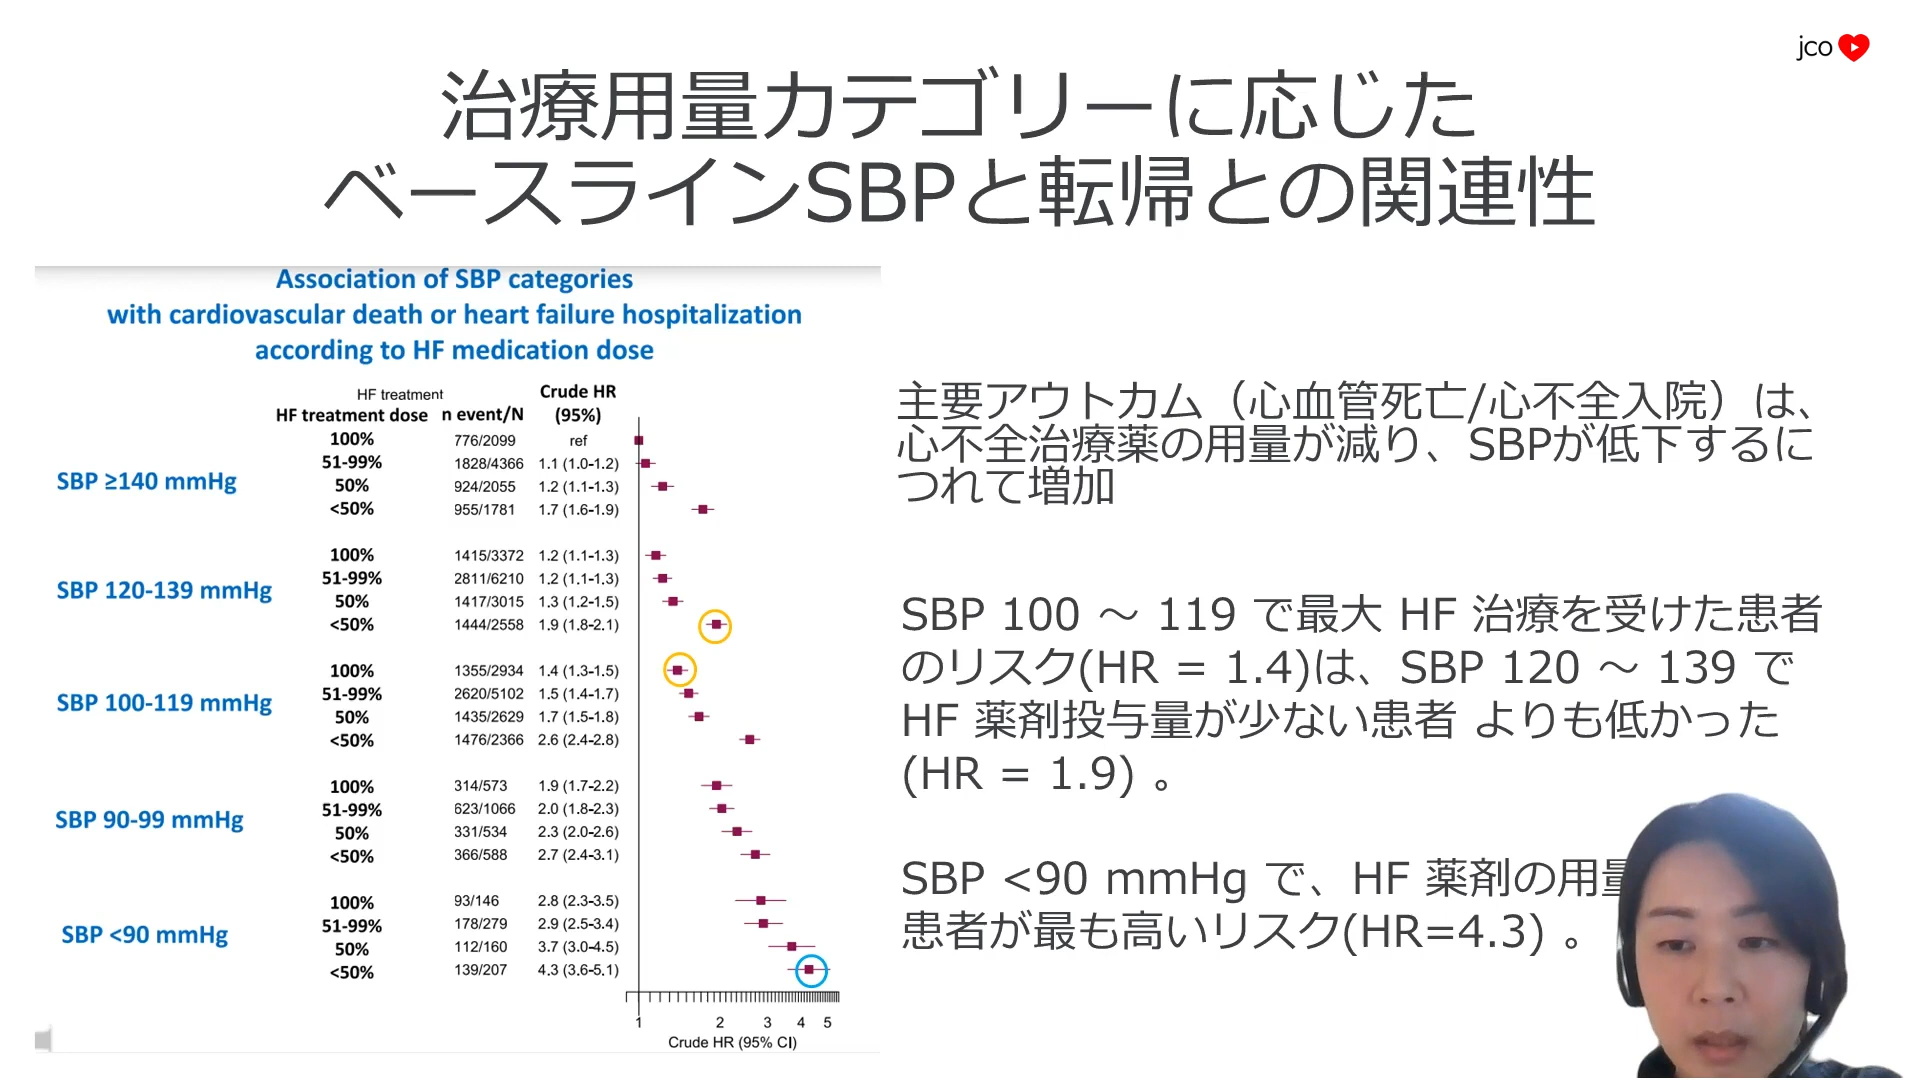 jco
治療用量カテゴリーに応じた
ベースラインSBPと転帰との関連性
Association of SBP categories
with cardiovascular death or heart failure hospitalization
according to HF medication dose
HF treatment
HF treatment dose n event/N Crude HR (95%)
SBP ≥140 mmHg
100% 776/2099 ref
51-99% 1828/4366 1.1 (1.0-1.2)
50% 924/2055 1.2 (1.1-1.3)
<50% 955/1781 1.7 (1.6-1.9)
SBP 120-139 mmHg
100% 1415/3372 1.2 (1.1-1.3)
51-99% 2811/6210 1.2 (1.1-1.3)
50% 1417/3015 1.3 (1.2-1.5)
<50% 1444/2558 1.9 (1.8-2.1)
SBP 100-119 mmHg
100% 1355/2934 1.4 (1.3-1.5)
51-99% 2620/5102 1.5 (1.4-1.7)
50% 1435/2629 1.7 (1.5-1.8)
<50% 1476/2366 2.6 (2.4-2.8)
SBP 90-99 mmHg
100% 314/573 1.9 (1.7-2.2)
51-99% 623/1066 2.0 (1.8-2.3)
50% 331/534 2.3 (2.0-2.6)
<50% 366/588 2.7 (2.4-3.1)
SBP <90 mmHg
100% 93/146 2.8 (2.3-3.5)
51-99% 178/279 2.9 (2.5-3.4)
50% 112/160 3.7 (3.0-4.5)
<50% 139/207 4.3 (3.6-5.1)
1 2 3 4 5
Crude HR (95% CI)
主要アウトカム（心血管死亡/心不全入院）は、
心不全治療薬の用量が減り、SBPが低下するに
つれて増加
SBP 100 ～ 119 で最大 HF 治療を受けた患者
のリスク(HR = 1.4)は、SBP 120 ～ 139 で
HF 薬剤投与量が少ない患者 よりも低かった
(HR = 1.9) 。
SBP <90 mmHg で、HF 薬剤の用量
患者が最も高いリスク(HR=4.3) 。